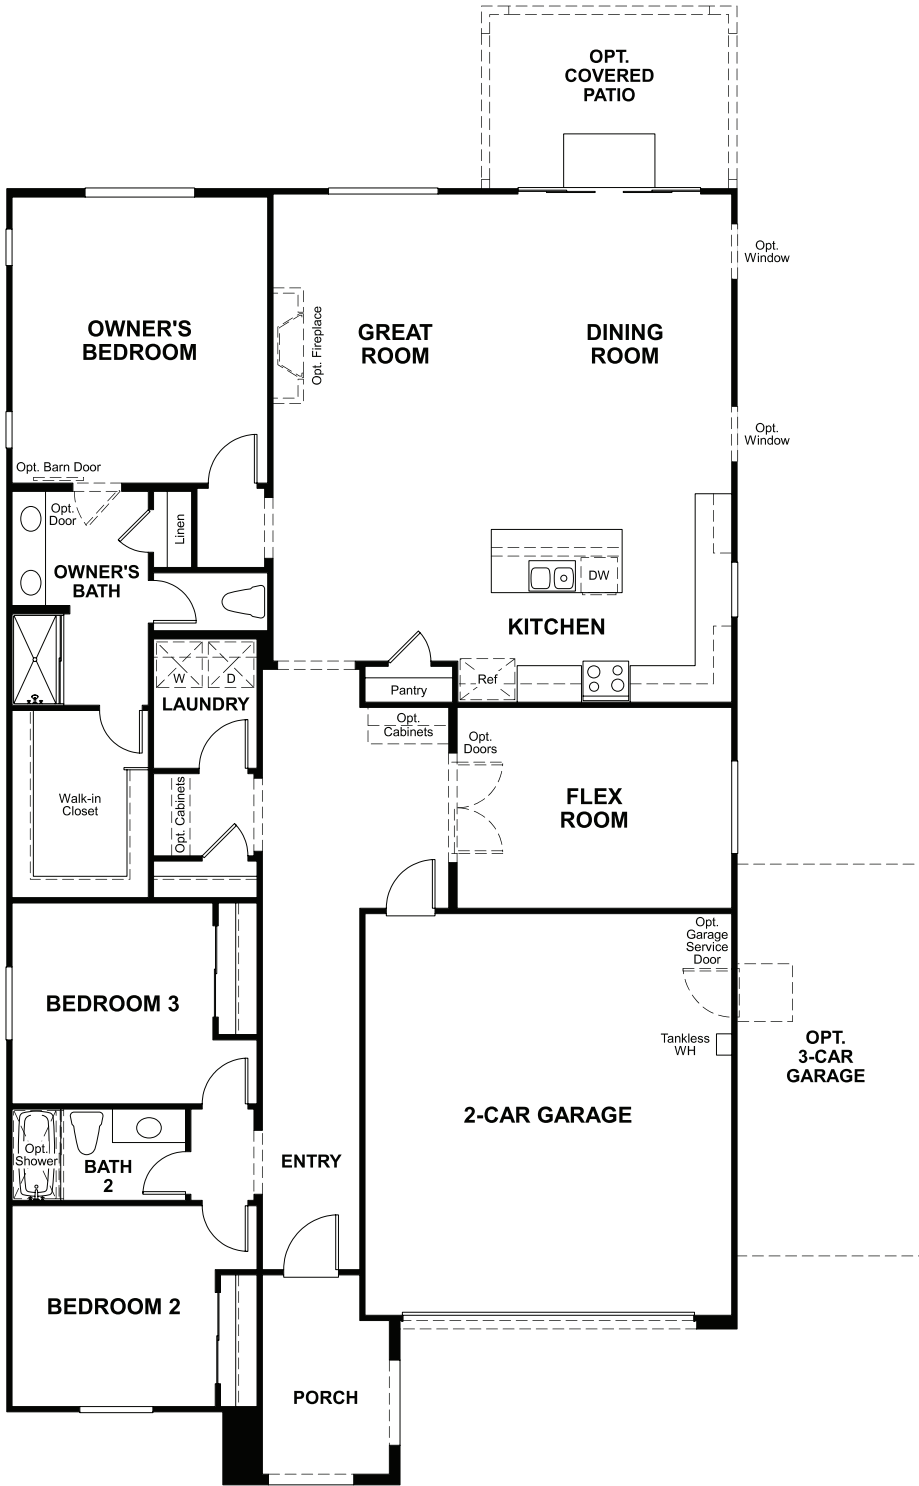 OPT.
COVERED
PATIO
Opt.
Window
OWNER'S
BEDROOM
Opt. Fireplace
GREAT
ROOM
DINING
ROOM
Opt.
Window
Opt. Barn Door
Opt.
Door
Linen
OWNER'S
BATH
DW
KITCHEN
W
D
LAUNDRY
Pantry
Ref
Opt.
Cabinets
Opt.
Doors
Walk-in
Closet
Opt. Cabinets
FLEX
ROOM
Opt.
Garage
Service
Door
BEDROOM 3
Tankless
WH
OPT.
3-CAR
GARAGE
2-CAR GARAGE
Opt.
Shower
BATH
2
ENTRY
BEDROOM 2
PORCH